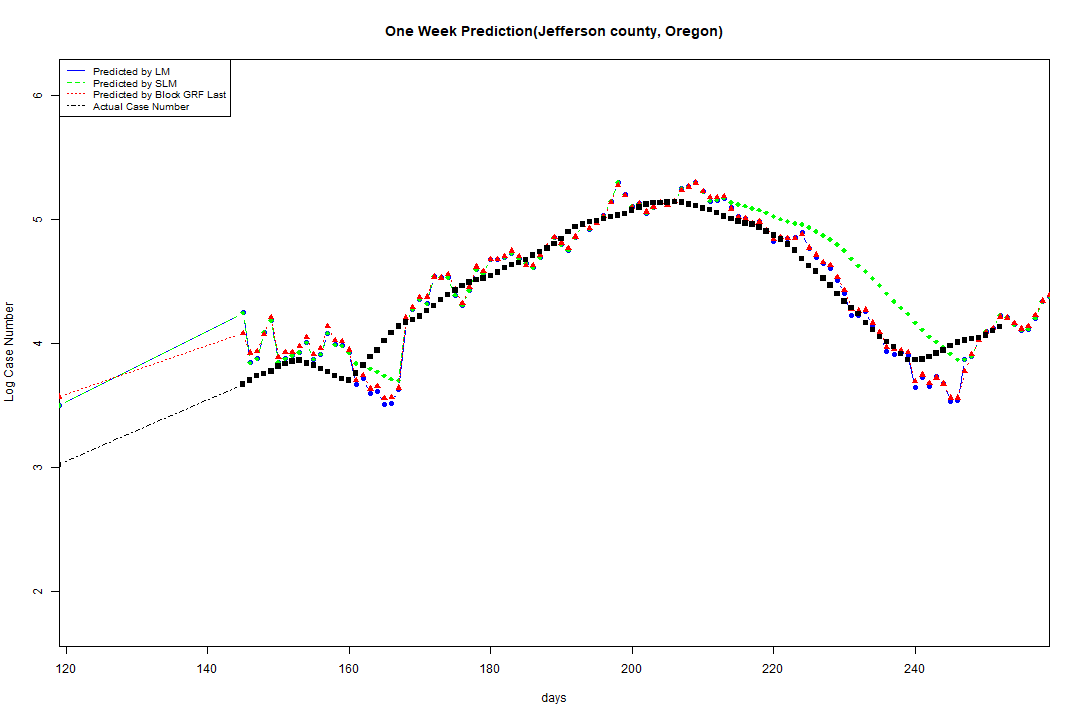 One Week Prediction(Jefferson county, Oregon)
Predicted by LM
Predicted by SLM
Predicted by Block GRF Last
Actual Case Number
6
5
4
3
2
Log Case Number
120 140 160 180 200 220 240
days